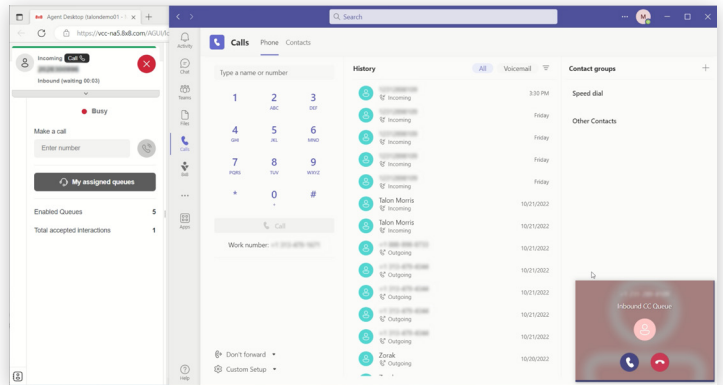 Agent Desktop (talondemo01 -
https://vcc-na5.8x8.com/AGUI/
Incoming Call
Inbound (waiting 00:03)
Busy
Make a call
Enter number
My assigned queues
Enabled Queues 5
Total accepted interactions 1
Search
Activity
Chat
Teams
Files
Calls
8x8
Apps
Help
Calls Phone Contacts
Type a name or number
1 2 3
ABC DEF
4 5 6
GHI JKL MNO
7 8 9
PQRS TUV WXYZ
* 0 #
+
Call
Work number:
Don't forward
Custom Setup
History All Voicemail
Incoming 3:30 PM
Incoming Friday
Incoming Friday
Incoming Friday
Incoming Friday
Talon Morris
Incoming 10/21/2022
Talon Morris
Incoming 10/21/2022
Outgoing 10/21/2022
Outgoing 10/21/2022
Outgoing 10/21/2022
Outgoing 10/21/2022
Outgoing 10/21/2022
Zorak
Outgoing 10/20/2022
Contact groups
Speed dial
Other Contacts
Inbound CC Queue